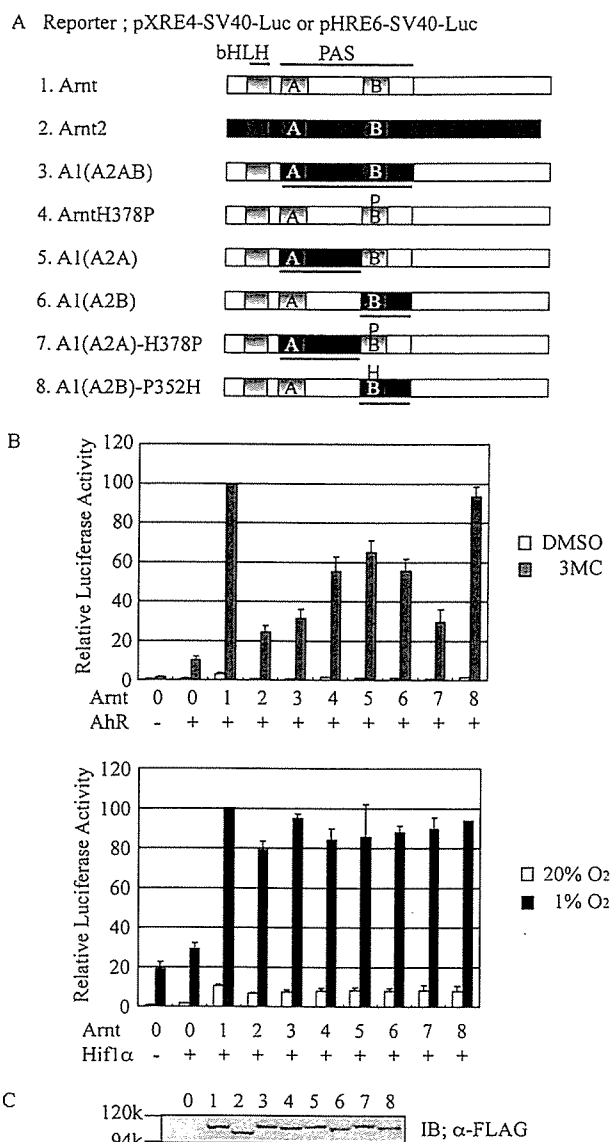 A Reporter ; pXRE4-SV40-Luc or pHRE6-SV40-Luc
bHLH PAS
1. Arnt A B
2. Arnt2 A B
3. A1(A2AB) A B
P
4. ArntH378P A B
5. A1(A2A) A B
6. A1(A2B) A B
P
7. A1(A2A)-H378P A B
H
8. A1(A2B)-P352H A B
B
Relative Luciferase Activity
120
100
80
60
40
20
0
DMSO
3MC
Arnt 0 0 1 2 3 4 5 6 7 8
AhR - + + + + + + + + +
Relative Luciferase Activity
120
100
80
60
40
20
0
20% O2
1% O2
Arnt 0 0 1 2 3 4 5 6 7 8
Hif1α - + + + + + + + + +
C 0 1 2 3 4 5 6 7 8
120k
94k
IB; α-FLAG